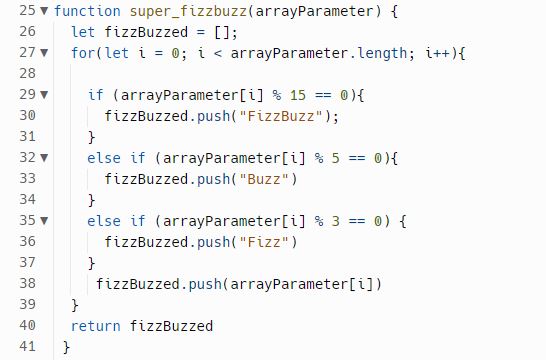 25 ▼ function super_fizzbuzz(arrayParameter) {
26 let fizzBuzzed = [];
27 ▼ for(let i = 0; i < arrayParameter.length; i++){
28
29 ▼ if (arrayParameter[i] % 15 == 0){
30 fizzBuzzed.push("FizzBuzz");
31 }
32 ▼ else if (arrayParameter[i] % 5 == 0){
33 fizzBuzzed.push("Buzz")
34 }
35 ▼ else if (arrayParameter[i] % 3 == 0) {
36 fizzBuzzed.push("Fizz")
37 }
38 fizzBuzzed.push(arrayParameter[i])
39 }
40 return fizzBuzzed
41 }